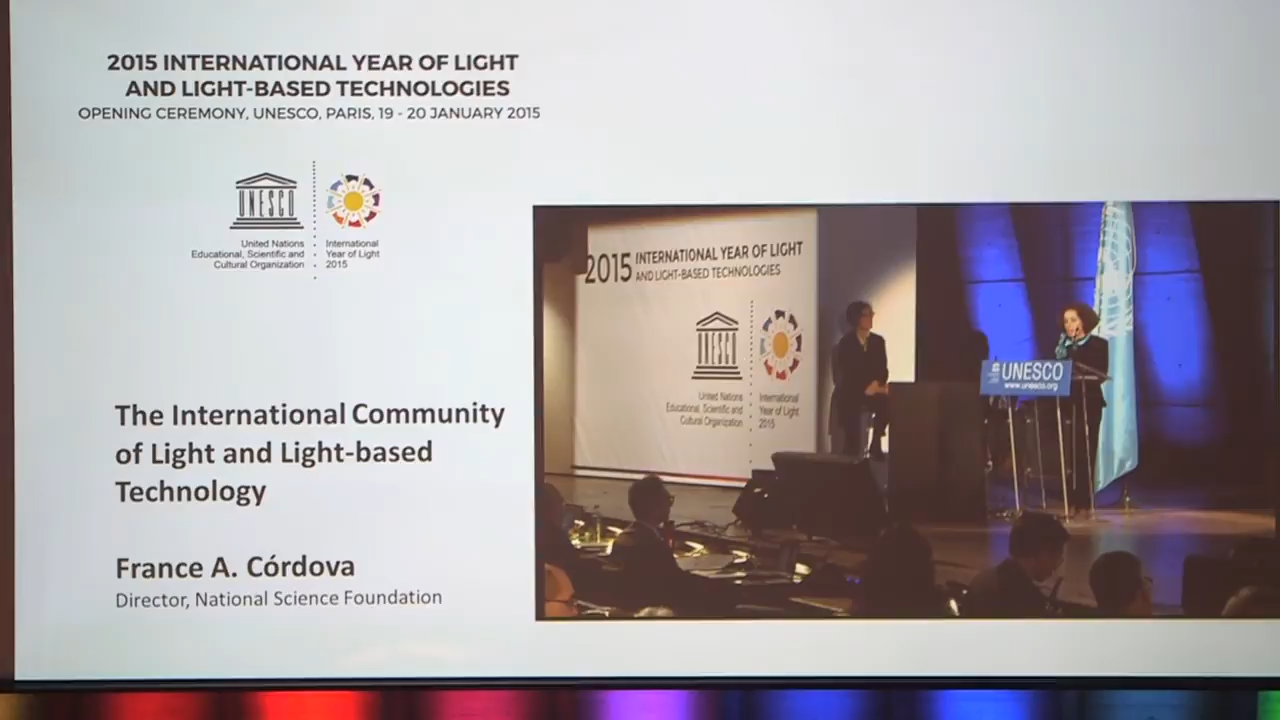 2015 INTERNATIONAL YEAR OF LIGHT
AND LIGHT-BASED TECHNOLOGIES
OPENING CEREMONY, UNESCO, PARIS, 19 - 20 JANUARY 2015
UNESCO
United Nations
Educational, Scientific and
Cultural Organization
International
Year of Light
2015
The International Community
of Light and Light-based
Technology
France A. Córdova
Director, National Science Foundation
2015 INTERNATIONAL YEAR OF LIGHT
AND LIGHT-BASED TECHNOLOGIES
UNESCO
United Nations
Educational, Scientific and
Cultural Organization
International
Year of Light
2015
UNESCO
www.unesco.org